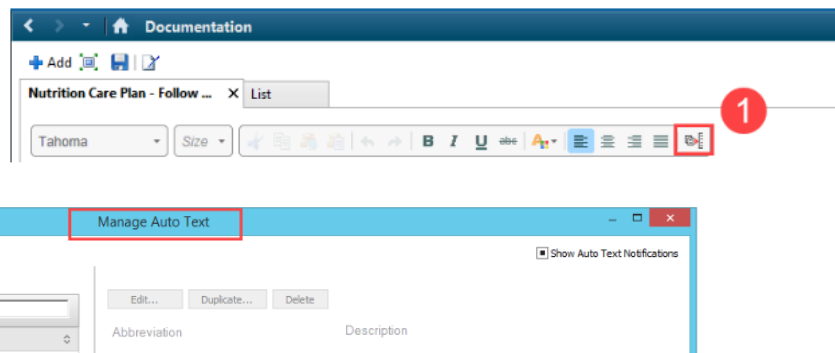 Documentation
Add
Nutrition Care Plan - Follow ... X List
1
Tahoma Size B I U abc A
Manage Auto Text
Show Auto Text Notifications
Edit... Duplicate... Delete
Abbreviation Description